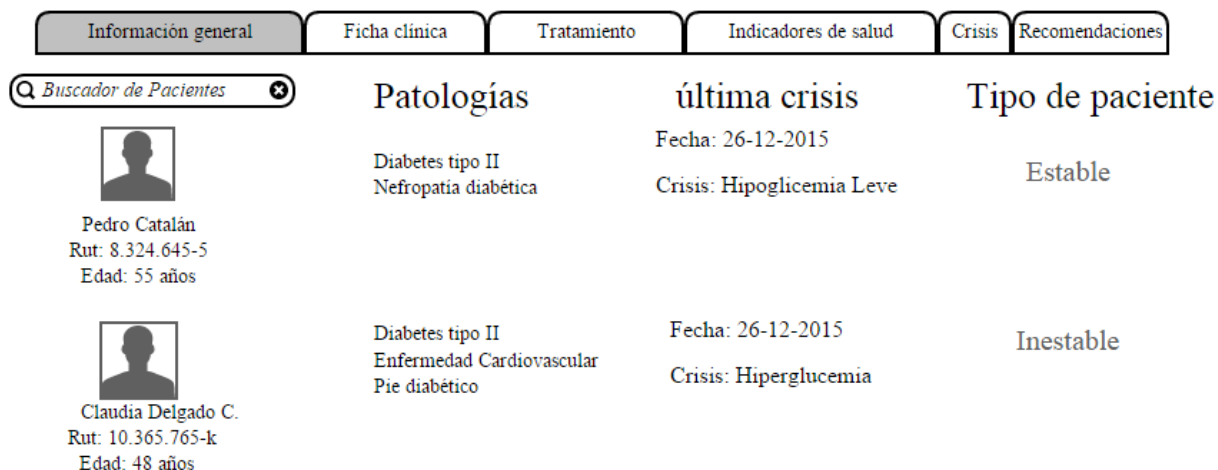 Información general
Ficha clínica
Tratamiento
Indicadores de salud
Crisis
Recomendaciones
Buscador de Pacientes
Patologías
última crisis
Tipo de paciente
Pedro Catalán
Rut: 8.324.645-5
Edad: 55 años
Diabetes tipo II
Nefropatía diabética
Fecha: 26-12-2015
Crisis: Hipoglicemia Leve
Estable
Claudia Delgado C.
Rut: 10.365.765-k
Edad: 48 años
Diabetes tipo II
Enfermedad Cardiovascular
Pie diabético
Fecha: 26-12-2015
Crisis: Hiperglucemia
Inestable